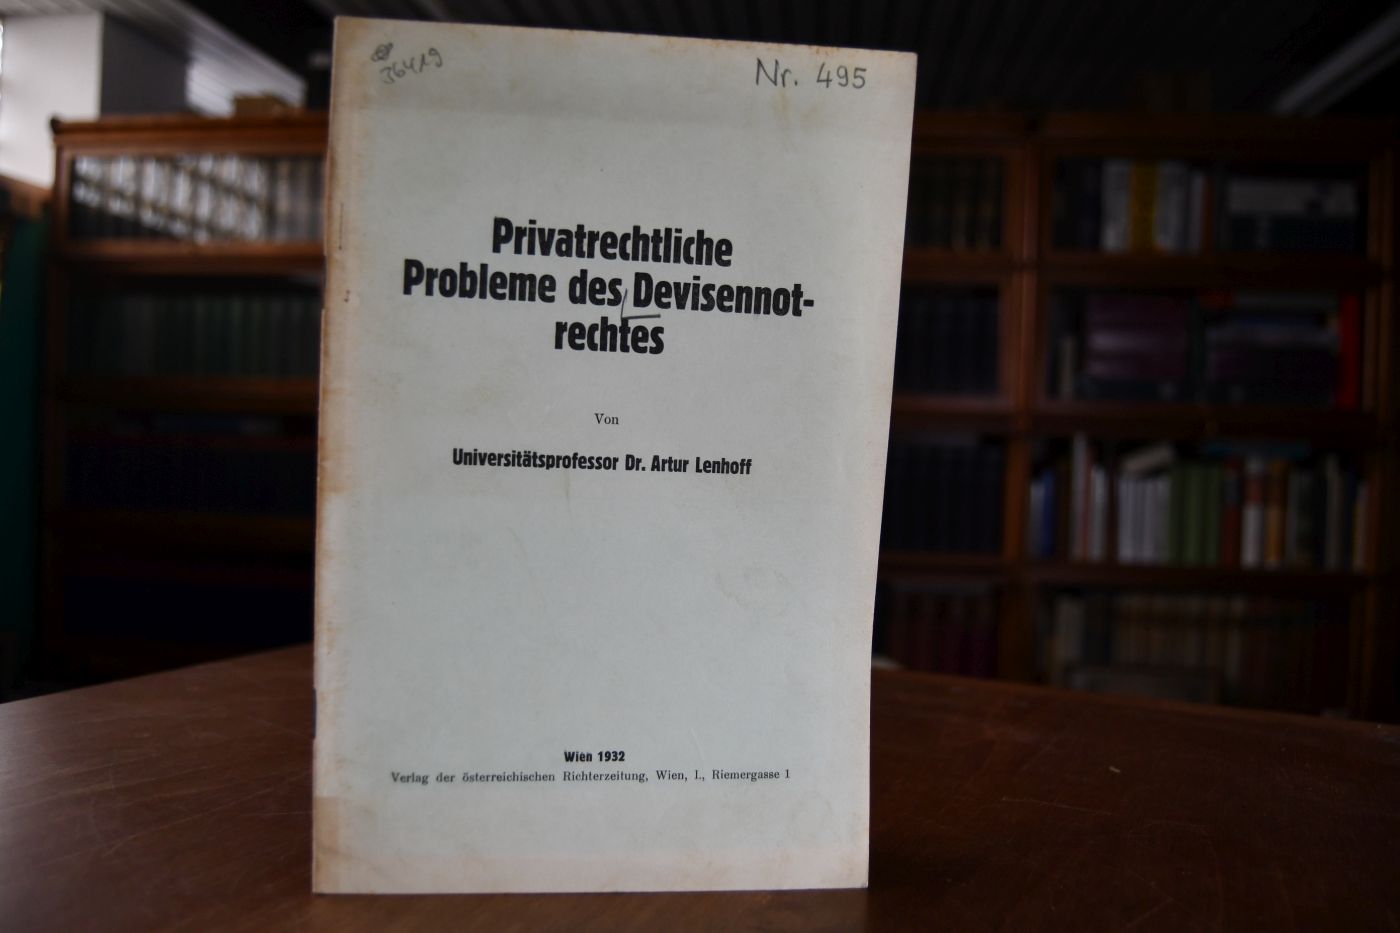 36419
Nr. 495
Privatrechtliche
Probleme des Devisennot-
rechtes
Von
Universitätsprofessor Dr. Artur Lenhoff
Wien 1932
Verlag der österreichischen Richterzeitung, Wien, I., Riemergasse 1